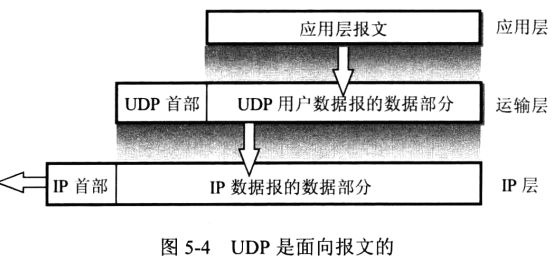 应用层报文 应用层
UDP 首部 UDP 用户数据报的数据部分 运输层
IP 首部 IP 数据报的数据部分 IP 层
图 5-4 UDP 是面向报文的